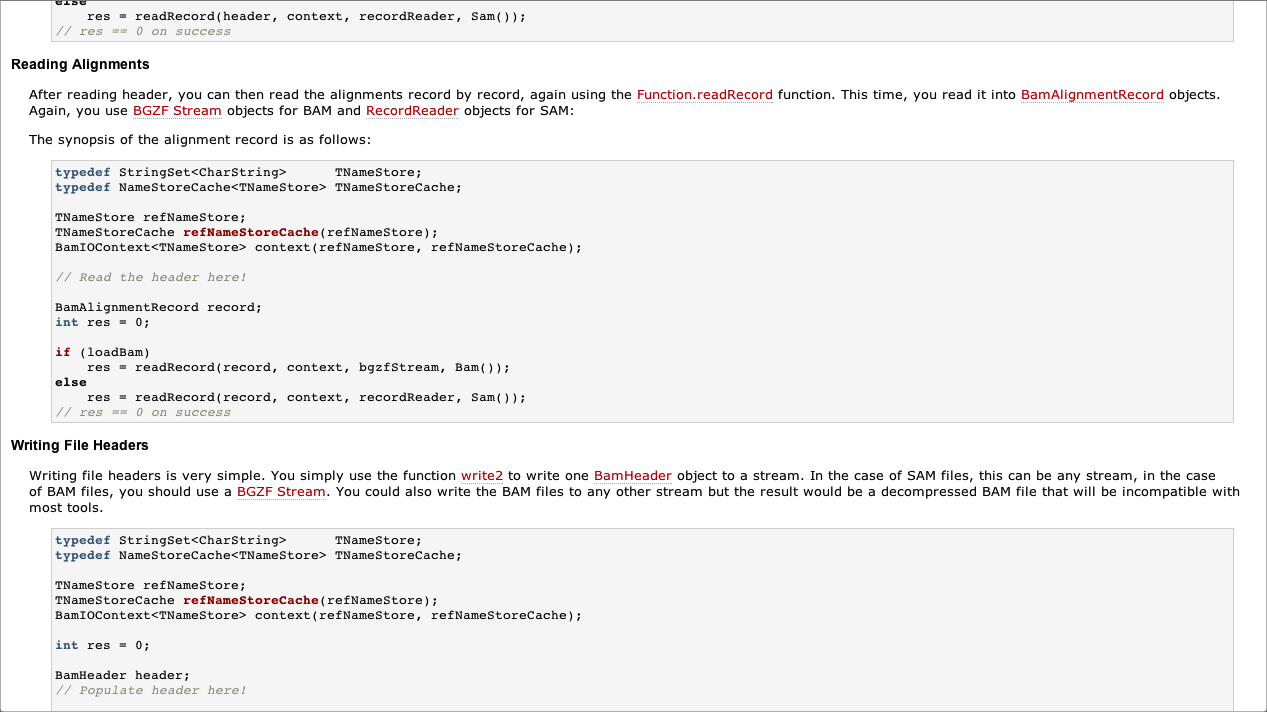 else
    res = readRecord(header, context, recordReader, Sam());
// res == 0 on success
Reading Alignments
After reading header, you can then read the alignments record by record, again using the Function.readRecord function. This time, you read it into BamAlignmentRecord objects.
Again, you use BGZF Stream objects for BAM and RecordReader objects for SAM:
The synopsis of the alignment record is as follows:
typedef StringSet<CharString>      TNameStore;
typedef NameStoreCache<TNameStore> TNameStoreCache;
TNameStore refNameStore;
TNameStoreCache refNameStoreCache(refNameStore);
BamIOContext<TNameStore> context(refNameStore, refNameStoreCache);
// Read the header here!
BamAlignmentRecord record;
int res = 0;
if (loadBam)
    res = readRecord(record, context, bgzfStream, Bam());
else
    res = readRecord(record, context, recordReader, Sam());
// res == 0 on success
Writing File Headers
Writing file headers is very simple. You simply use the function write2 to write one BamHeader object to a stream. In the case of SAM files, this can be any stream, in the case
of BAM files, you should use a BGZF Stream. You could also write the BAM files to any other stream but the result would be a decompressed BAM file that will be incompatible with
most tools.
typedef StringSet<CharString>      TNameStore;
typedef NameStoreCache<TNameStore> TNameStoreCache;
TNameStore refNameStore;
TNameStoreCache refNameStoreCache(refNameStore);
BamIOContext<TNameStore> context(refNameStore, refNameStoreCache);
int res = 0;
BamHeader header;
// Populate header here!